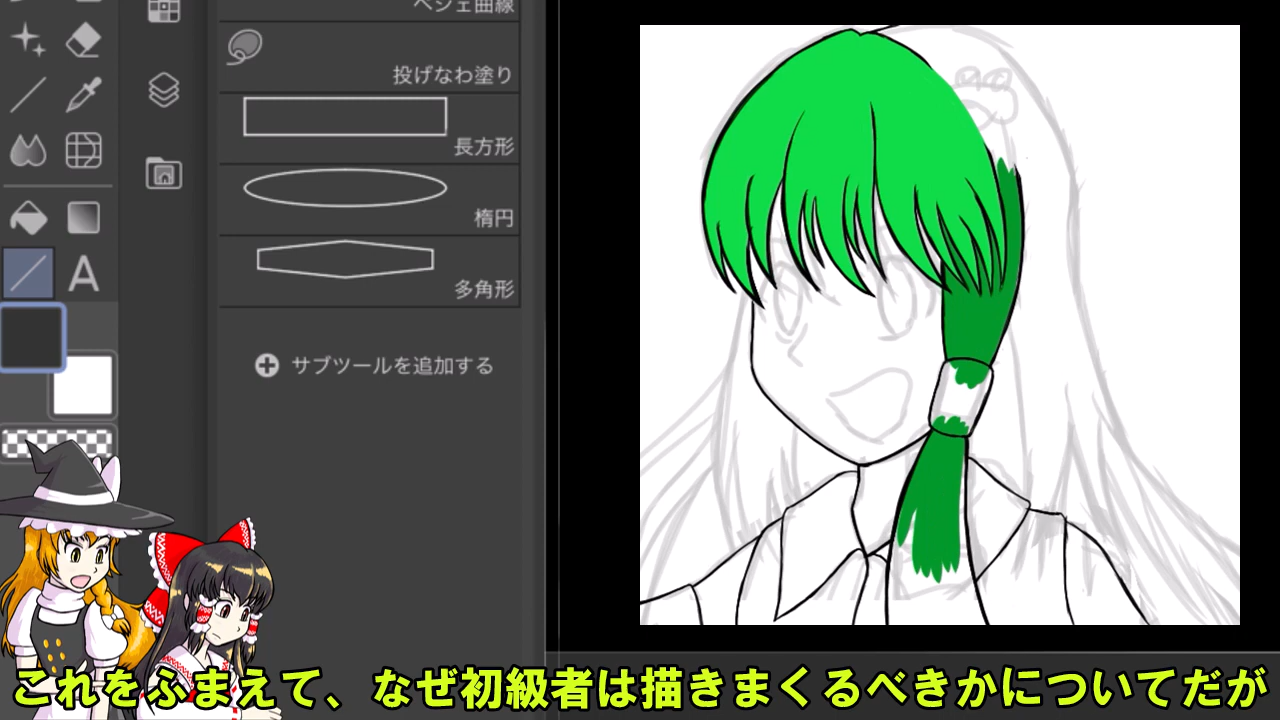 ベジェ曲線
投げなわ塗り
長方形
楕円
多角形
サブツールを追加する
A
これをふまえて、なぜ初級者は描きまくるべきかについてだが